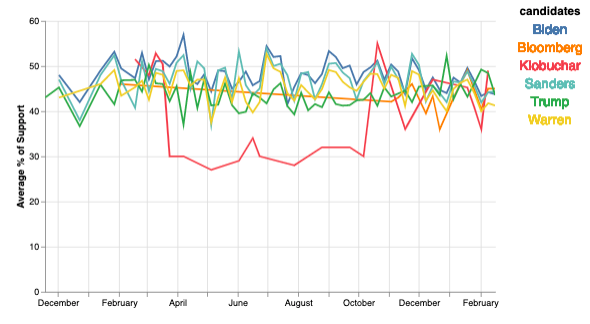 candidates
Biden
Bloomberg
Klobuchar
Sanders
Trump
Warren
Average % of Support
60
50
40
30
20
10
0
December February April June August October December February